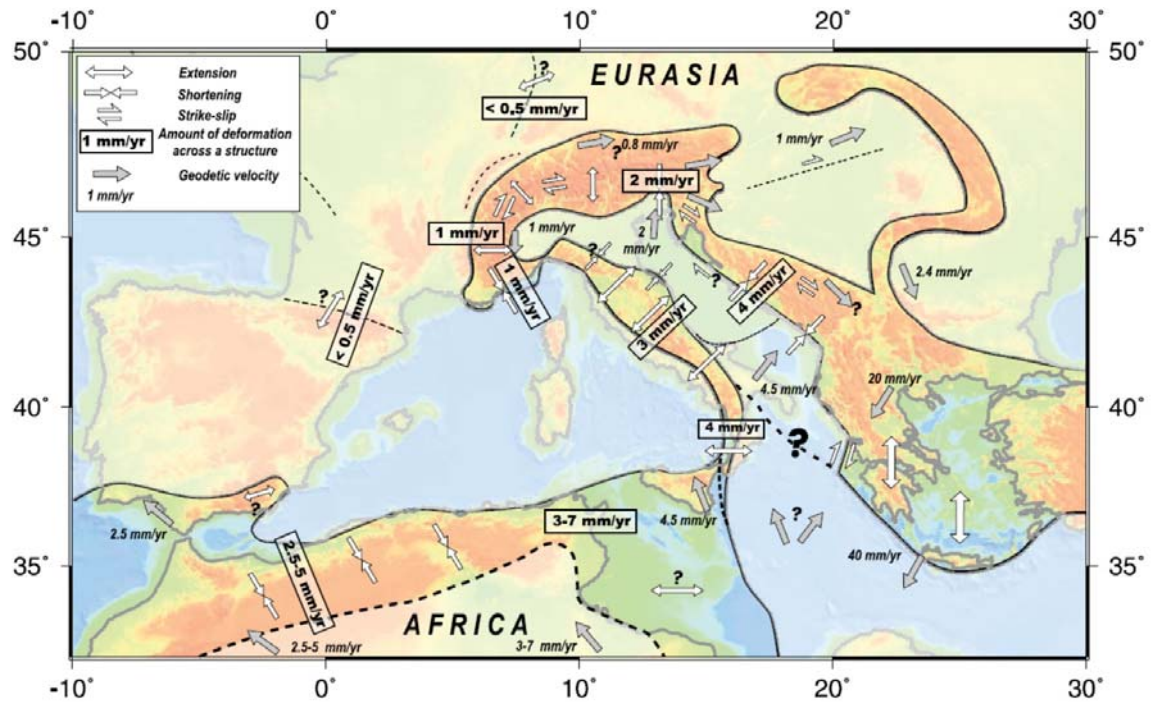 -10˚ 0˚ 10˚ 20˚ 30˚
50˚ 50˚
Extension
Shortening
Strike-slip
1 mm/yr Amount of deformation
across a structure
Geodetic velocity
1 mm/yr
?
EURASIA
< 0.5 mm/yr
0.8 mm/yr
?
1 mm/yr
2 mm/yr
45˚ 45˚
1 mm/yr
1 mm/yr
2
mm/yr
?
?
1 mm/yr
4 mm/yr
2.4 mm/yr
?
?
< 0.5 mm/yr
3 mm/yr
4.5 mm/yr
20 mm/yr
40˚ 40˚
4 mm/yr
?
?
2.5 mm/yr
2.5-5 mm/yr
3-7 mm/yr
4.5 mm/yr
?
40 mm/yr
35˚ 35˚
?
AFRICA
2.5-5 mm/yr
3-7 mm/yr
-10˚ 0˚ 10˚ 20˚ 30˚